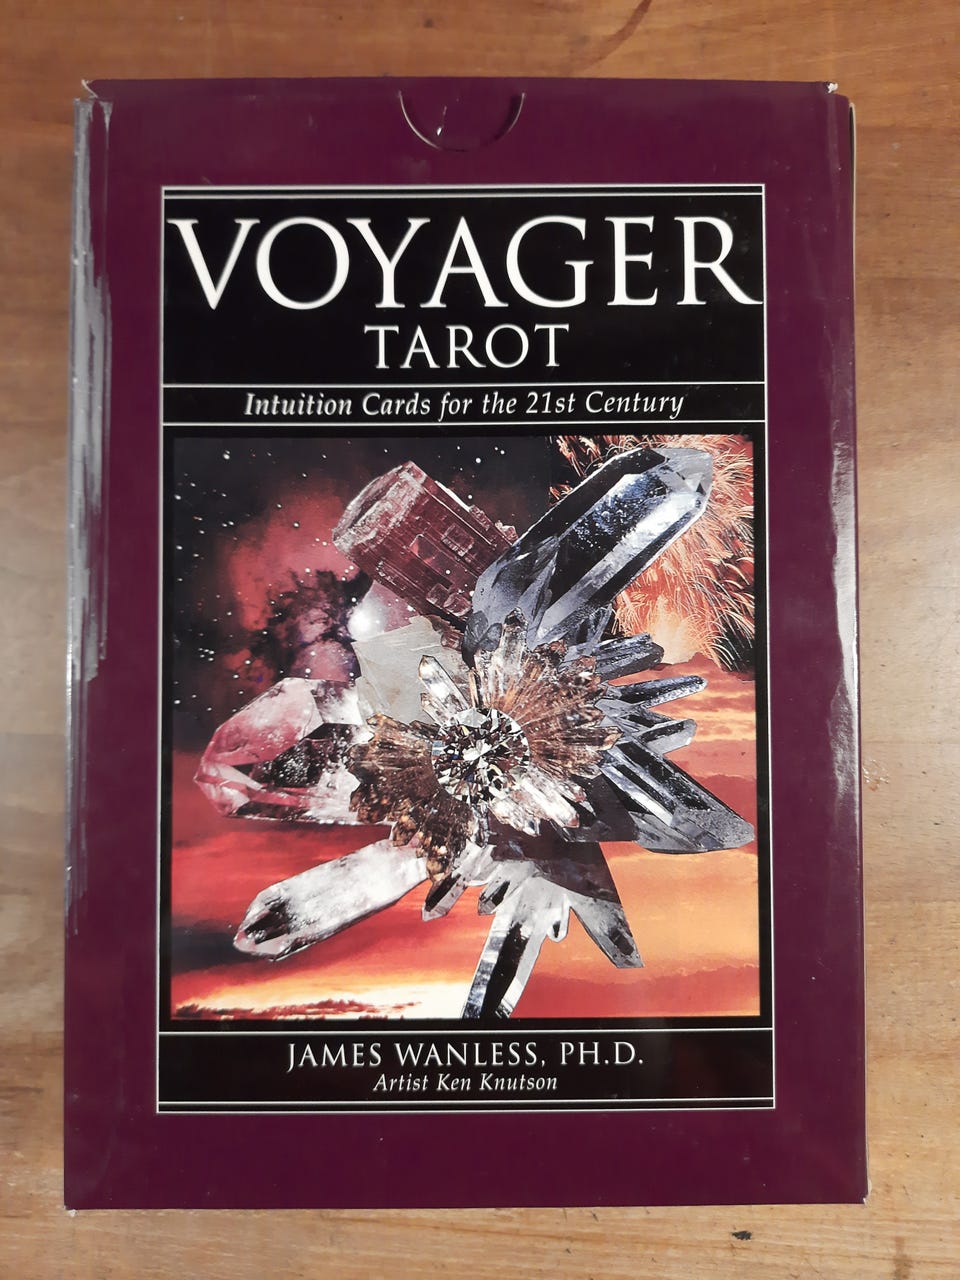 VOYAGER
TAROT
Intuition Cards for the 21st Century
JAMES WANLESS, PH.D.
Artist Ken Knutson